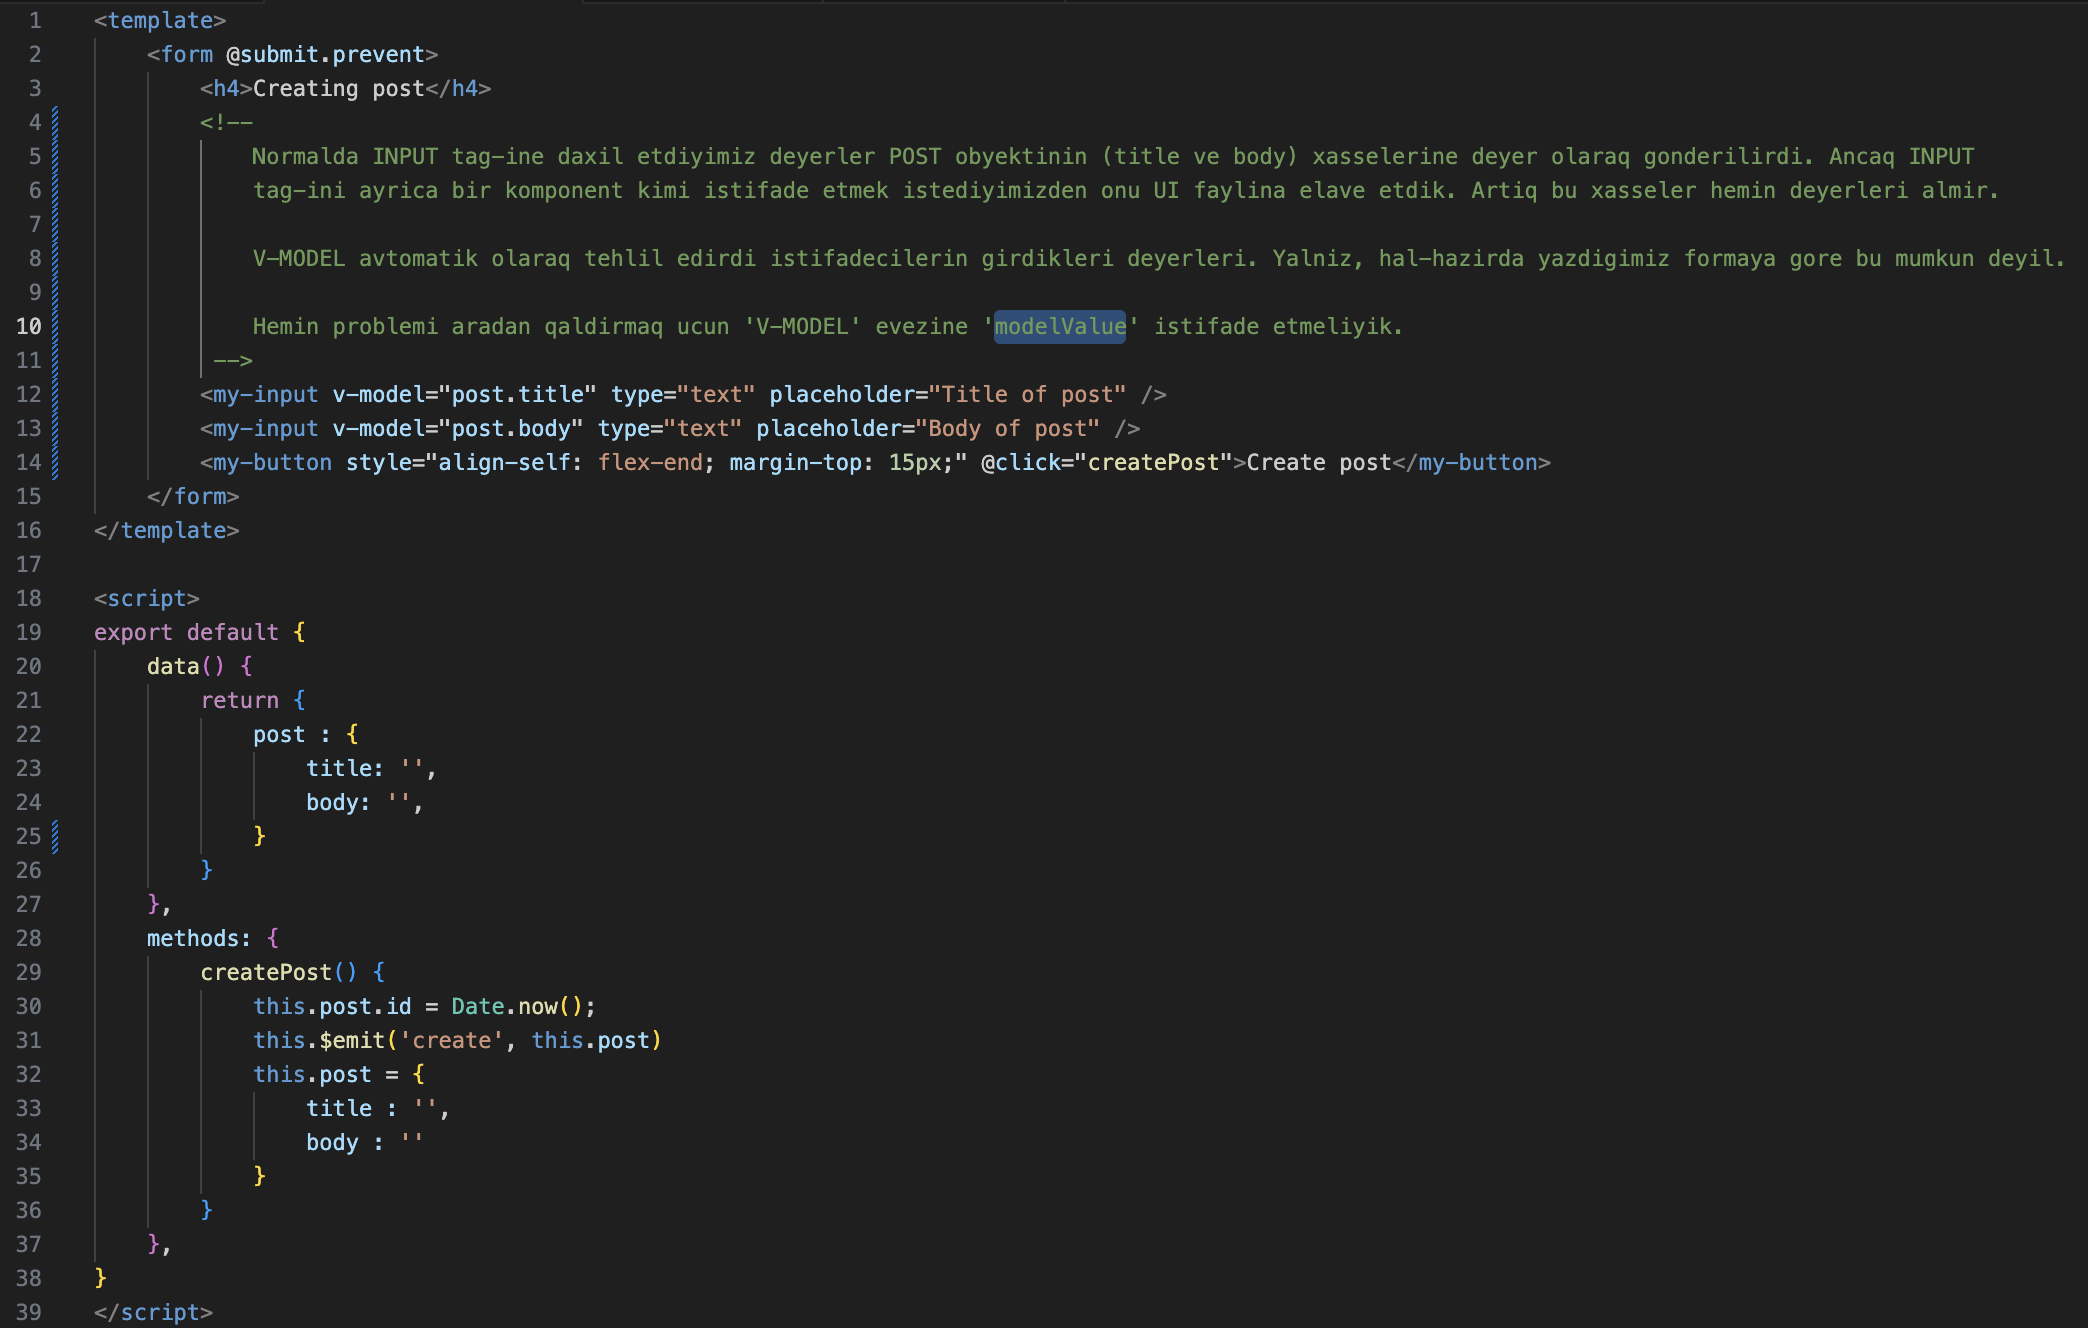 1 <template>
2 <form @submit.prevent>
3 <h4>Creating post</h4>
4 <!--
5 Normalda INPUT tag-ine daxil etdiyimiz deyerler POST obyektinin (title ve body) xasselerine deyer olaraq gonderilirdi. Ancaq INPUT
6 tag-ini ayrica bir komponent kimi istifade etmek istediyimizden onu UI faylina elave etdik. Artiq bu xasseler hemin deyerleri almir.
7
8 V-MODEL avtomatik olaraq tehlil edirdi istifadecilerin girdikleri deyerleri. Yalniz, hal-hazirda yazdigimiz formaya gore bu mumkun deyil.
9
10 Hemin problemi aradan qaldirmaq ucun 'V-MODEL' evezine 'modelValue' istifade etmeliyik.
11 -->
12 <my-input v-model="post.title" type="text" placeholder="Title of post" />
13 <my-input v-model="post.body" type="text" placeholder="Body of post" />
14 <my-button style="align-self: flex-end; margin-top: 15px;" @click="createPost">Create post</my-button>
15 </form>
16 </template>
17
18 <script>
19 export default {
20 data() {
21 return {
22 post : {
23 title: '',
24 body: '',
25 }
26 }
27 },
28 methods: {
29 createPost() {
30 this.post.id = Date.now();
31 this.$emit('create', this.post)
32 this.post = {
33 title : '',
34 body : ''
35 }
36 }
37 },
38 }
39 </script>